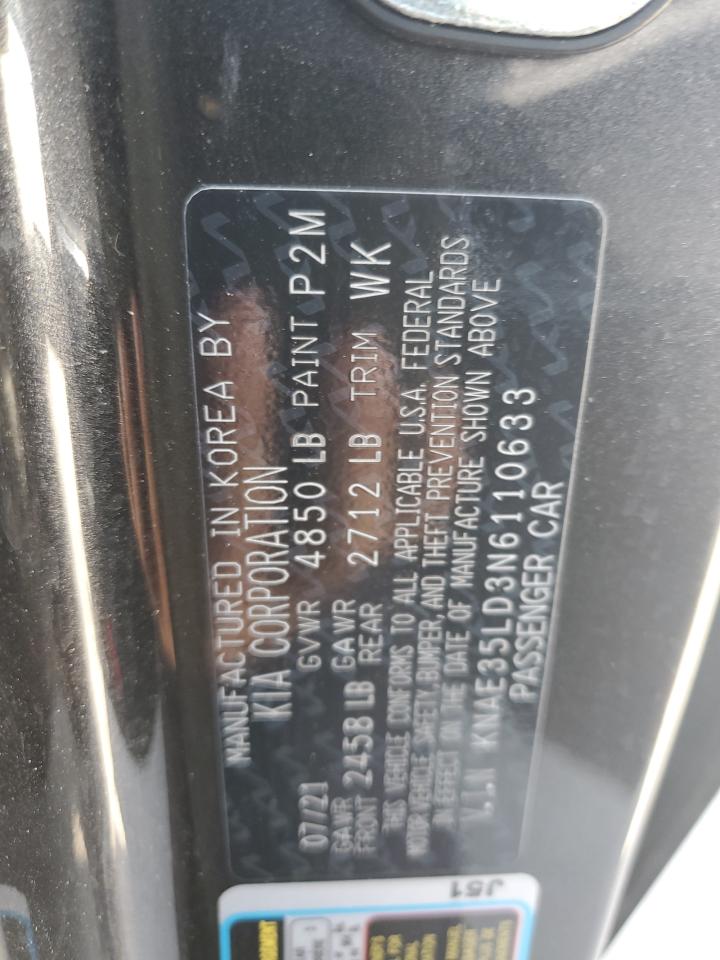 MANUFACTURED IN KOREA BY
KIA CORPORATION
07/21 GVWR 4850 LB PAINT P2M
GAWR FRONT 2458 LB GAWR REAR 2712 LB TRIM WK
THIS VEHICLE CONFORMS TO ALL APPLICABLE U.S.A. FEDERAL
MOTOR VEHICLE SAFETY, BUMPER, AND THEFT PREVENTION STANDARDS
IN EFFECT ON THE DATE OF MANUFACTURE SHOWN ABOVE
V.I.N KNAE35LD3N6110633
PASSENGER CAR
J51